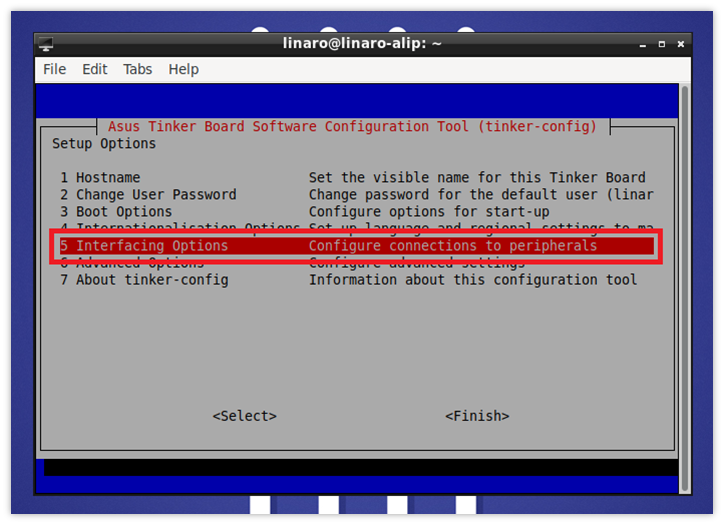 linaro@linaro-alip: ~
File Edit Tabs Help
Asus Tinker Board Software Configuration Tool (tinker-config)
Setup Options
1 Hostname Set the visible name for this Tinker Board
2 Change User Password Change password for the default user (linar
3 Boot Options Configure options for start-up
4 Internationalisation Options Set up language and regional settings to ma
5 Interfacing Options Configure connections to peripherals
6 Advanced Options Configure advanced settings
7 About tinker-config Information about this configuration tool
<Select> <Finish>